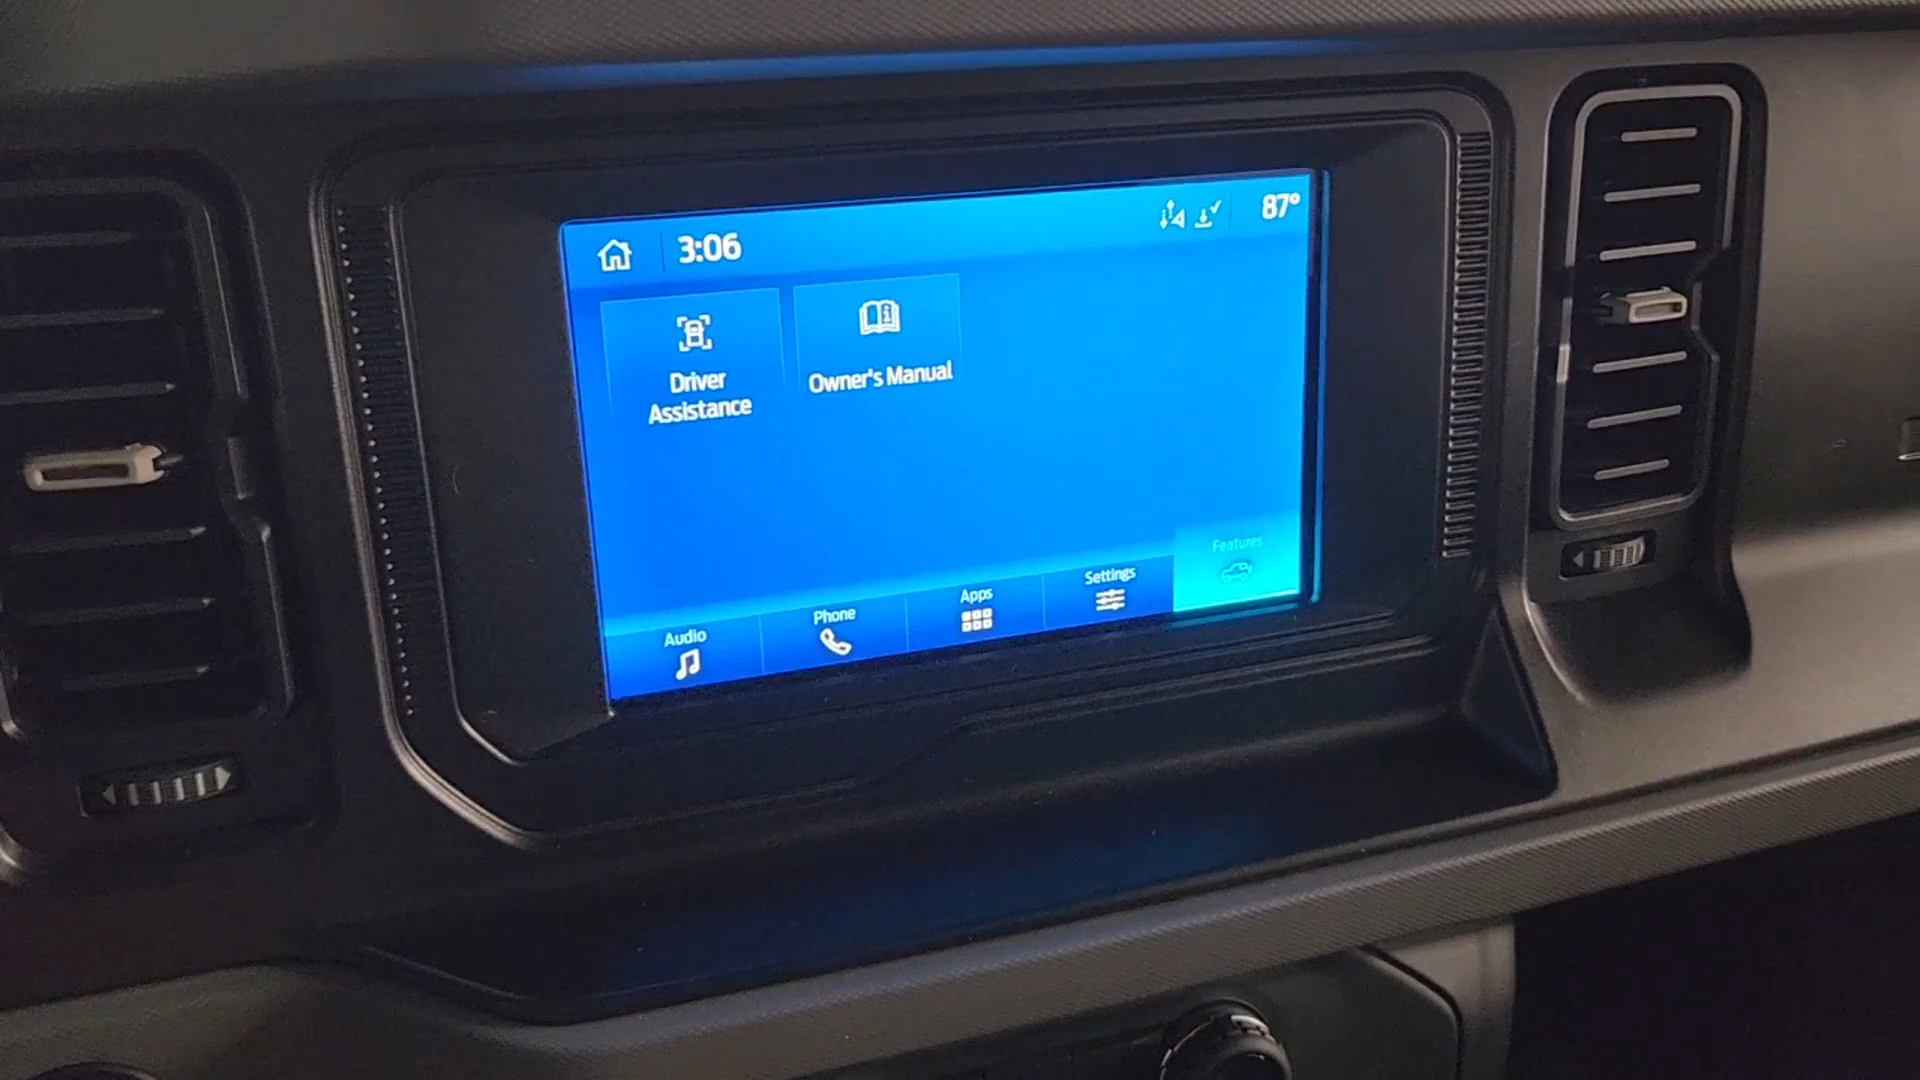 3:06
87°
Driver
Assistance
Owner's Manual
Audio
Phone
Apps
Settings
Features